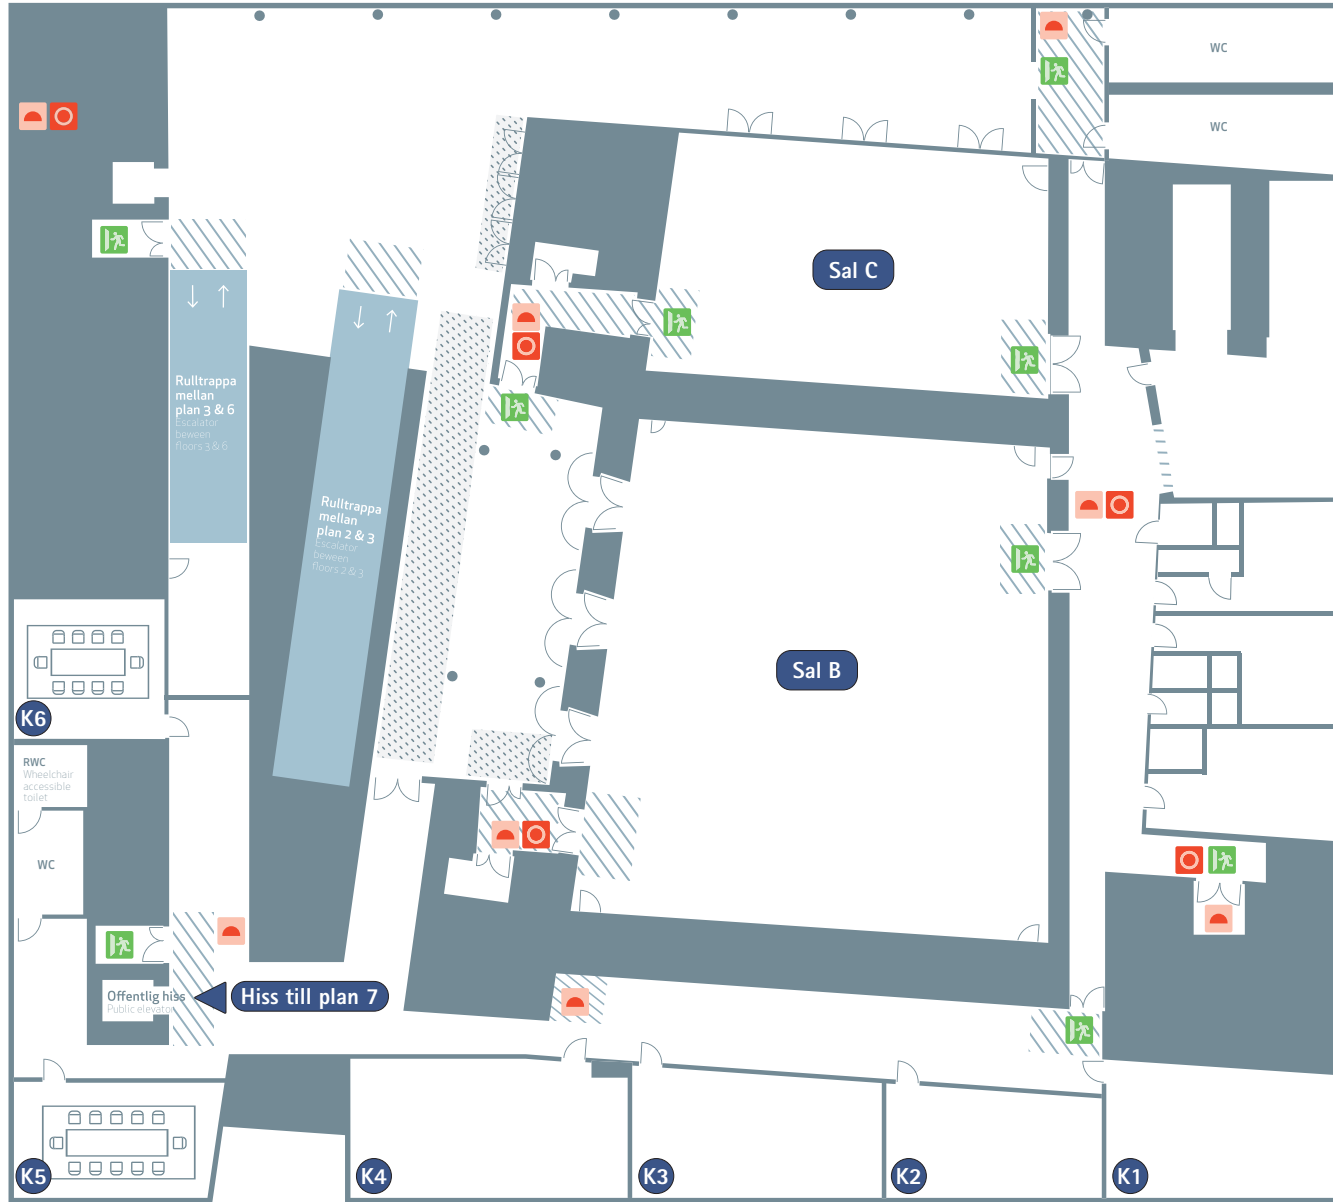 WC
WC
Sal C
Rulltrappa
mellan
plan 3 & 6
Escalator
beween
floors 3 & 6
Rulltrappa
mellan
plan 2 & 3
Escalator
beween
floors 2 & 3
Sal B
K6
RWC
Wheelchair
accessible
toilet
WC
Offentlig hiss
Public elevator
Hiss till plan 7
K5
K4
K3
K2
K1